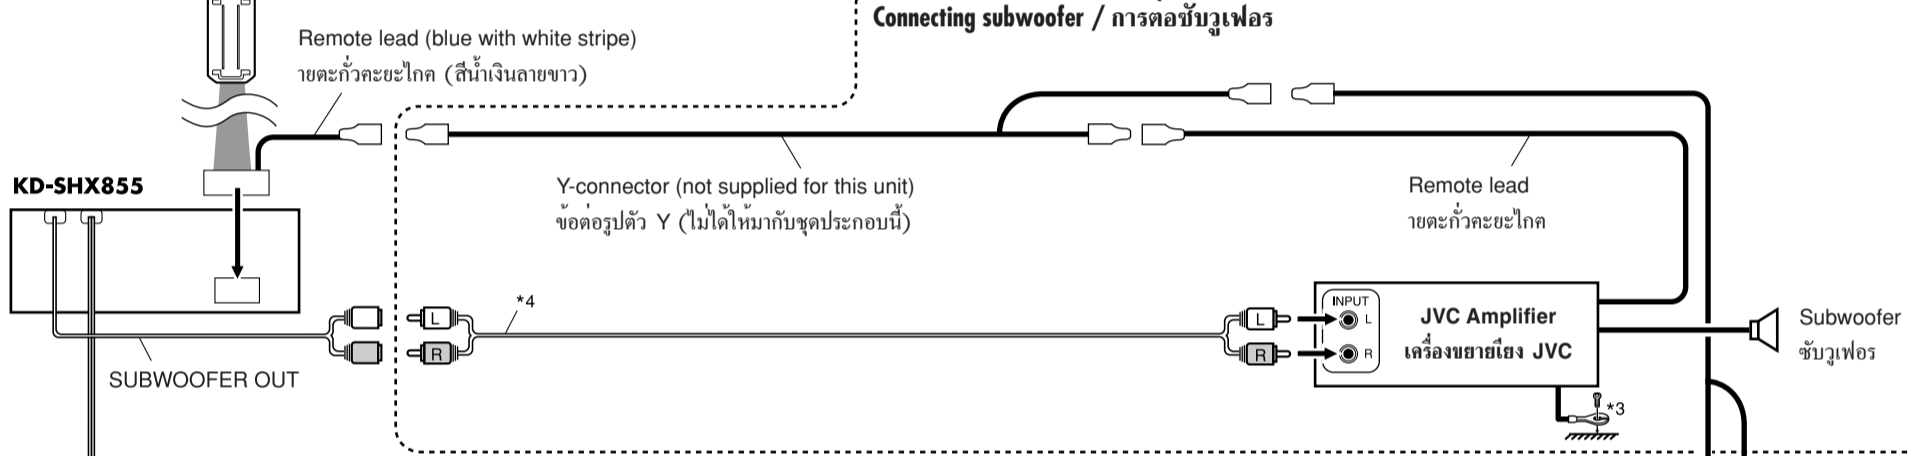 Connecting subwoofer / การต่อซับวูเฟอร
Remote lead (blue with white stripe)
ายตะกั่วฅะยะไกฅ (สีน้ำเงินลายขาว)
KD-SHX855
Y-connector (not supplied for this unit)
ข้อต่อรูปตัว Y (ไม่ได้ให้มากับชุดประกอบนี้)
Remote lead
ายตะกั่วฅะยะไกฅ
*4
L
R
SUBWOOFER OUT
L
R
INPUT
L
R
JVC Amplifier
เครื่องขยายเียง JVC
*3
Subwoofer
ซับวูเฟอร